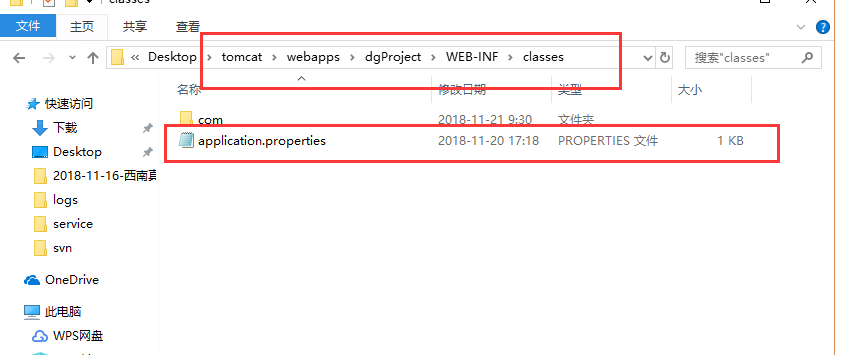 classes
文件 主页 共享 查看
« Desktop > tomcat > webapps > dgProject > WEB-INF > classes 搜索"classes"
名称 修改日期 类型 大小
快速访问
下载
Desktop
2018-11-16-西南真
logs
service
svn
OneDrive
此电脑
WPS网盘
com 2018-11-21 9:30 文件夹
application.properties 2018-11-20 17:18 PROPERTIES 文件 1 KB